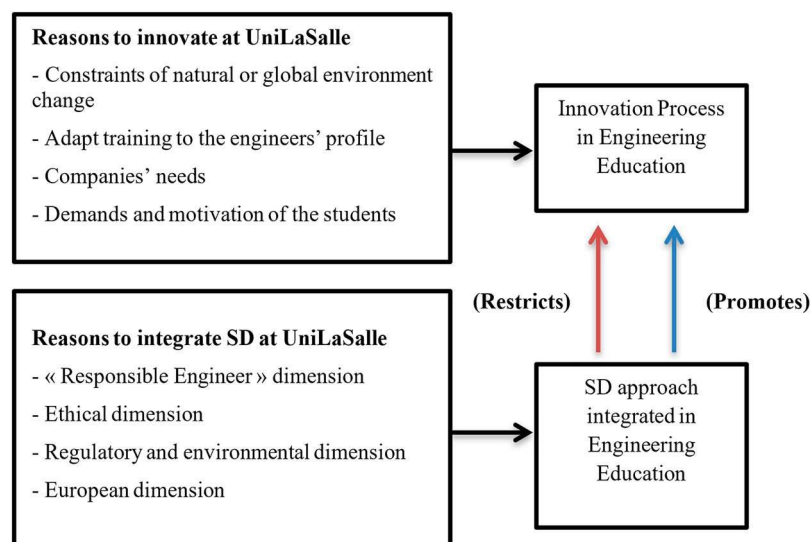 Reasons to innovate at UniLaSalle
- Constraints of natural or global environment
change
- Adapt training to the engineers’ profile
- Companies’ needs
- Demands and motivation of the students
Innovation Process
in Engineering
Education
(Restricts)
(Promotes)
Reasons to integrate SD at UniLaSalle
- « Responsible Engineer » dimension
- Ethical dimension
- Regulatory and environmental dimension
- European dimension
SD approach
integrated in
Engineering
Education